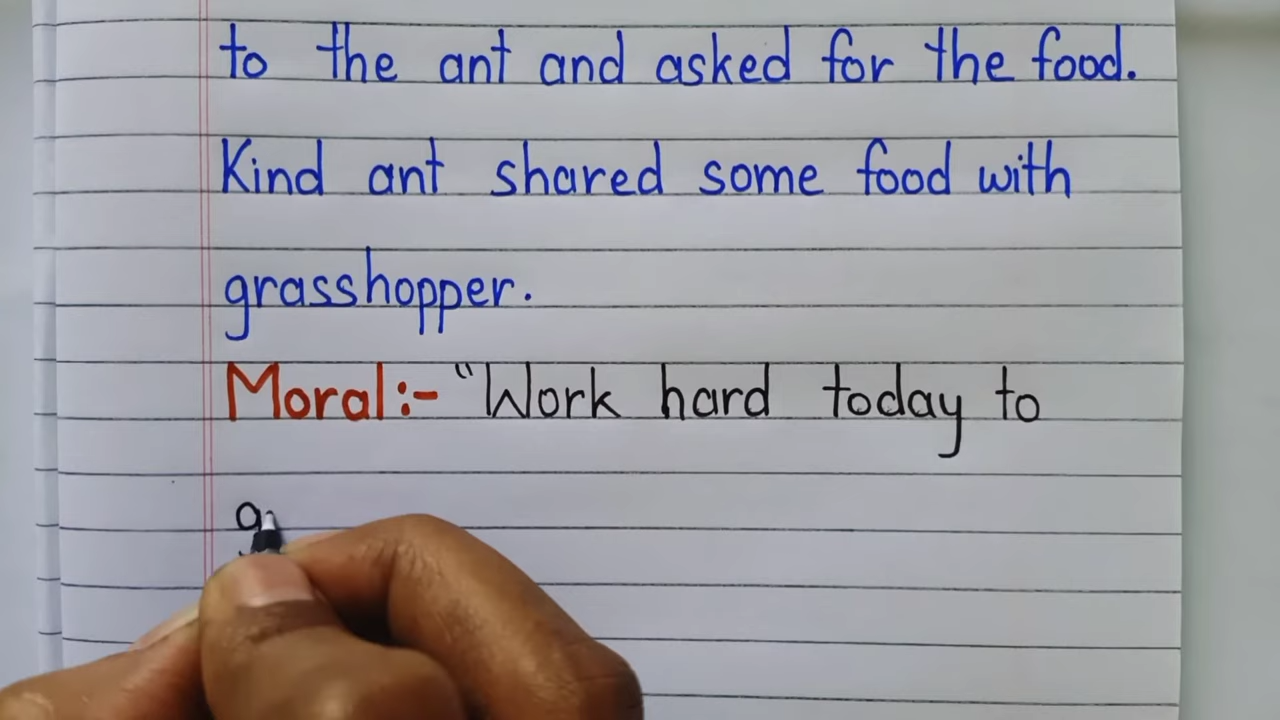 to the ant and asked for the food.
Kind ant shared some food with
grasshopper.
Moral:- "Work hard today to
g